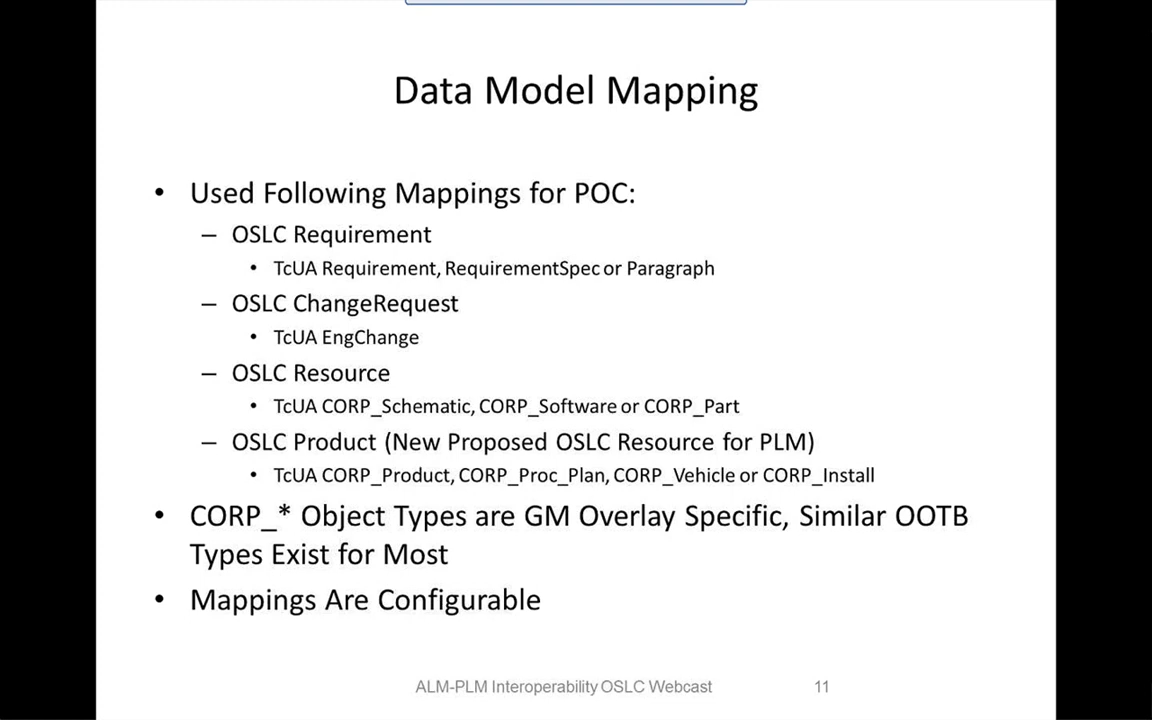 Data Model Mapping
• Used Following Mappings for POC:
– OSLC Requirement
• TcUA Requirement, RequirementSpec or Paragraph
– OSLC ChangeRequest
• TcUA EngChange
– OSLC Resource
• TcUA CORP_Schematic, CORP_Software or CORP_Part
– OSLC Product (New Proposed OSLC Resource for PLM)
• TcUA CORP_Product, CORP_Proc_Plan, CORP_Vehicle or CORP_Install
• CORP_* Object Types are GM Overlay Specific, Similar OOTB
Types Exist for Most
• Mappings Are Configurable
ALM-PLM Interoperability OSLC Webcast 11